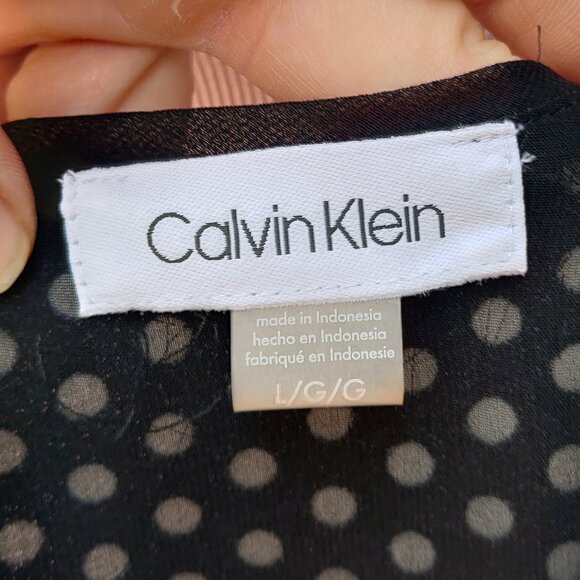 Calvin Klein
made in Indonesia
hecho en Indonesia
fabriqué en Indonesie
L/G/G